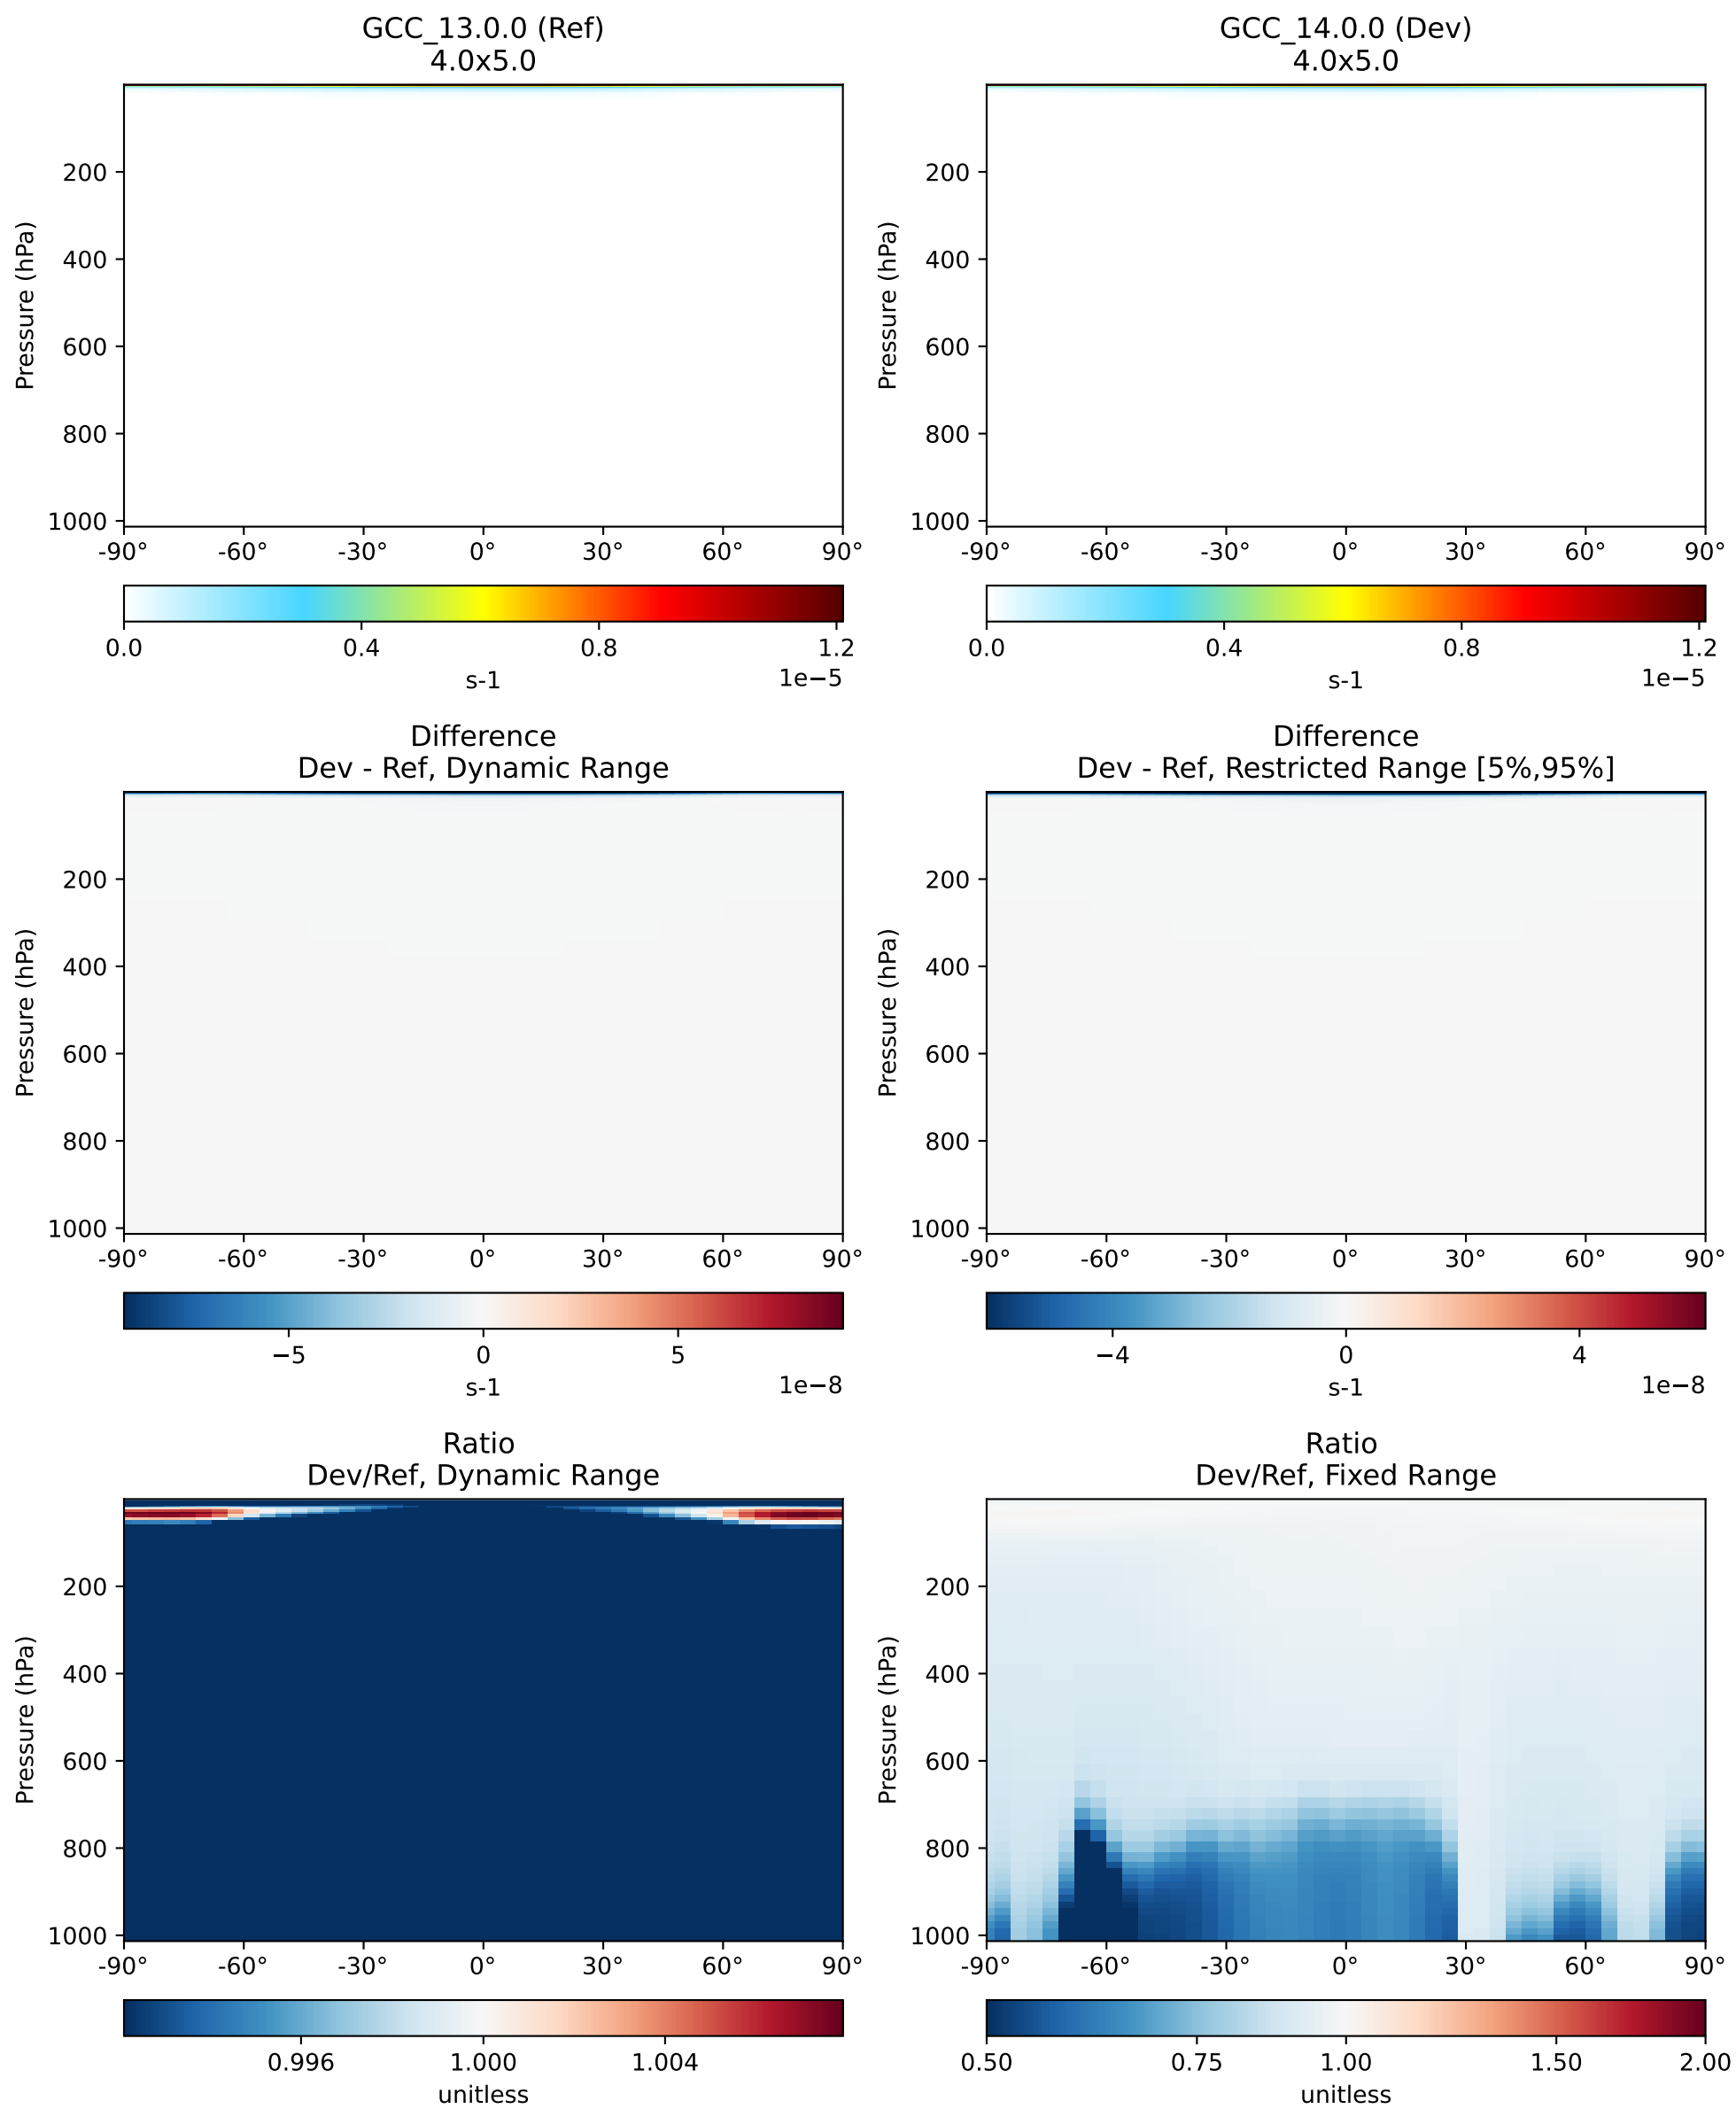 GCC_13.0.0 (Ref)
4.0x5.0
Pressure (hPa)
200
400
600
800
1000
-90° -60° -30° 0° 30° 60° 90°
0.0 0.4 0.8 1.2
s-1
1e−5
GCC_14.0.0 (Dev)
4.0x5.0
Pressure (hPa)
200
400
600
800
1000
-90° -60° -30° 0° 30° 60° 90°
0.0 0.4 0.8 1.2
s-1
1e−5
Difference
Dev - Ref, Dynamic Range
Pressure (hPa)
200
400
600
800
1000
-90° -60° -30° 0° 30° 60° 90°
−5 0 5
s-1
1e−8
Difference
Dev - Ref, Restricted Range [5%,95%]
Pressure (hPa)
200
400
600
800
1000
-90° -60° -30° 0° 30° 60° 90°
−4 0 4
s-1
1e−8
Ratio
Dev/Ref, Dynamic Range
Pressure (hPa)
200
400
600
800
1000
-90° -60° -30° 0° 30° 60° 90°
0.996 1.000 1.004
unitless
Ratio
Dev/Ref, Fixed Range
Pressure (hPa)
200
400
600
800
1000
-90° -60° -30° 0° 30° 60° 90°
0.50 0.75 1.00 1.50 2.00
unitless